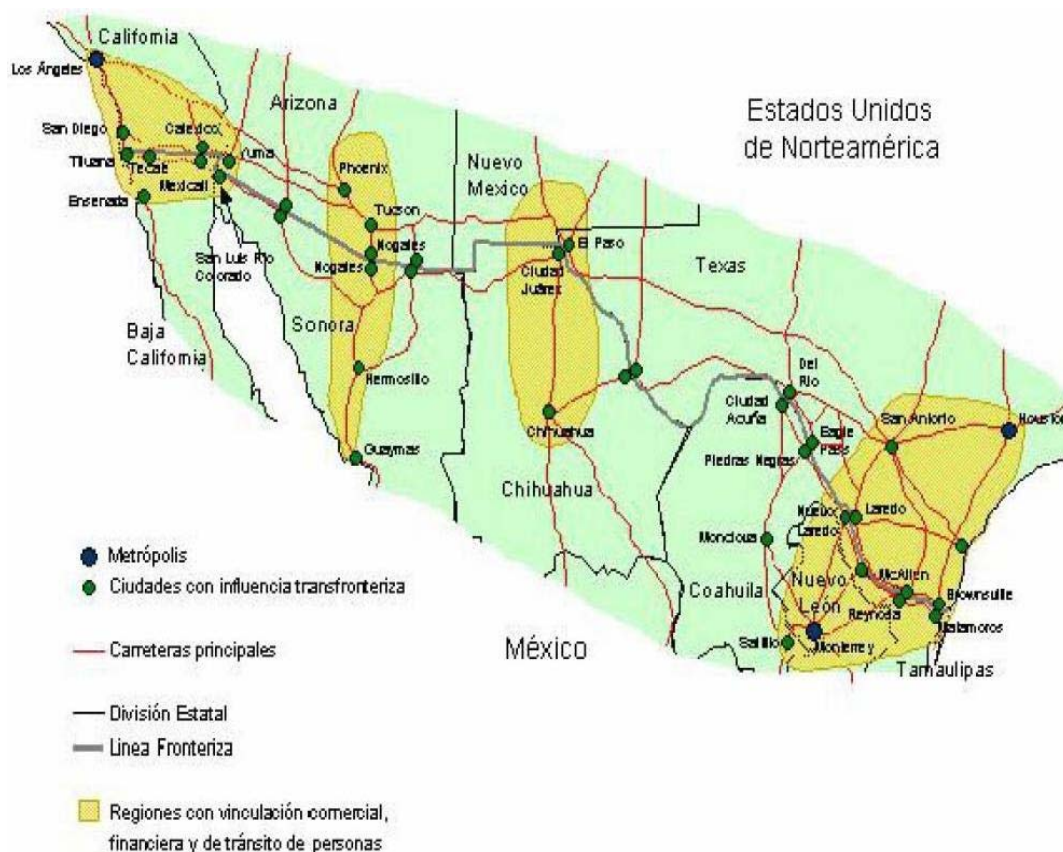 California
Los Ángeles
Arizona
Estados Unidos
de Norteamérica
San Diego
Calexico
Yuma
Tijuana
Tecate
Mexicali
Ensenada
San Luis Río
Colorado
Phoenix
Nuevo
Mexico
Tucson
Nogales
Nogales
El Paso
Ciudad
Juárez
Texas
Baja
California
Sonora
Hermosillo
Guaymas
Chihuahua
Chihuahua
Del
Río
Ciudad
Acuña
San Antonio
Houston
Eagle
Pass
Piedras Negras
Nuevo
Laredo
Laredo
Monclova
Coahuila
Nuevo
León
McAllen
Reynosa
Brownsville
Matamoros
Saltillo
Monterrey
Tamaulipas
México
Metrópolis
Ciudades con influencia transfronteriza
Carreteras principales
División Estatal
Linea Fronteriza
Regiones con vinculación comercial,
financiera y de tránsito de personas